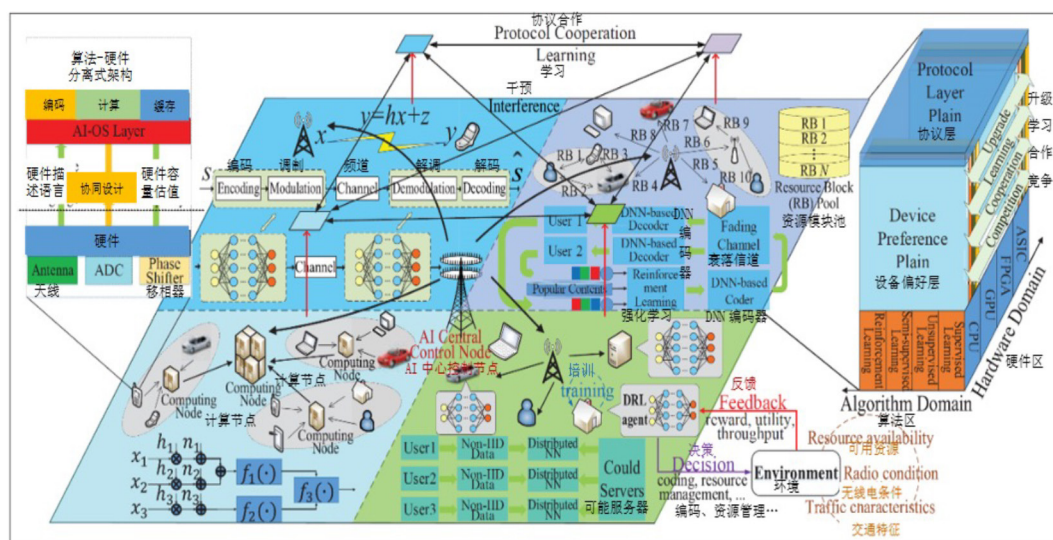 算法-硬件
分离式架构
编码
计算
缓存
AI-OS Layer
硬件描
述语言
协同设计
硬件容
量估值
硬件
Antenna
天线
ADC
Phase
Shifter
移相器
协议合作
Protocol Cooperation
Learning
学习
干预
Interference
y=hx+z
x
y
编码
调制
频道
解调
解码
S
Encoding
Modulation
Channel
Demodulation
Decoding
ŝ
Channel
RB 1
RB 2
RB 3
RB 4
RB 5
RB 6
RB 7
RB 8
RB 9
RB 10
RB 1
RB 2
⋮
RB N
Resource Block
(RB) Pool
资源模块池
User 1
DNN-based
Decoder
User 2
DNN-based
Decoder
DNN
编
码
器
Fading
Channel
衰落信道
Popular Contents
Reinforce
ment
Learning
强化学习
DNN-based
Coder
DNN 编码器
AI Central
Control Node
AI 中心控制节点
Computing
Node
Computing
Node
计算节点
计算节点
Computing
Node
h1
n1
x1
h2
n2
x2
h3
n3
x3
f1(·)
f2(·)
f3(·)
培训
training
DRL
agent
User1
Non-IID
Data
Distributed
NN
User2
Non-IID
Data
Distributed
NN
User3
Non-IID
Data
Distributed
NN
Could
Servers
可能服务器
反馈
Feedback
reward, utility,
throughput
决策
Decision
coding, resource
management, ...
编码、资源管理…
Environment
环境
Resource availability
可用资源
Radio condition
无线电条件
Traffic characteristics
交通特征
Protocol
Layer
Plain
协议层
Device
Preference
Plain
设备偏好层
Upgrade
Learning
Cooperation
Competition
升级
学习
合作
竞争
ASIC
FPGA
GPU
CPU
Hardware Domain
硬件区
Reinforcement
Learning
Semi-supervised
Learning
Unsupervised
Learning
Supervised
Learning
Algorithm Domain
算法区